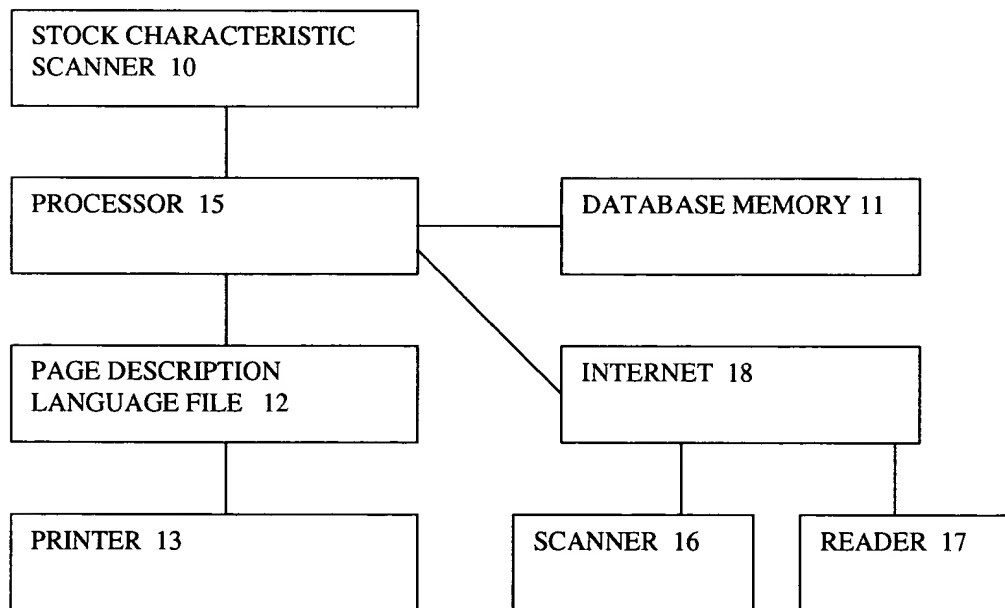 STOCK CHARACTERISTIC
SCANNER 10
PROCESSOR 15
DATABASE MEMORY 11
PAGE DESCRIPTION
LANGUAGE FILE 12
INTERNET 18
PRINTER 13
SCANNER 16
READER 17